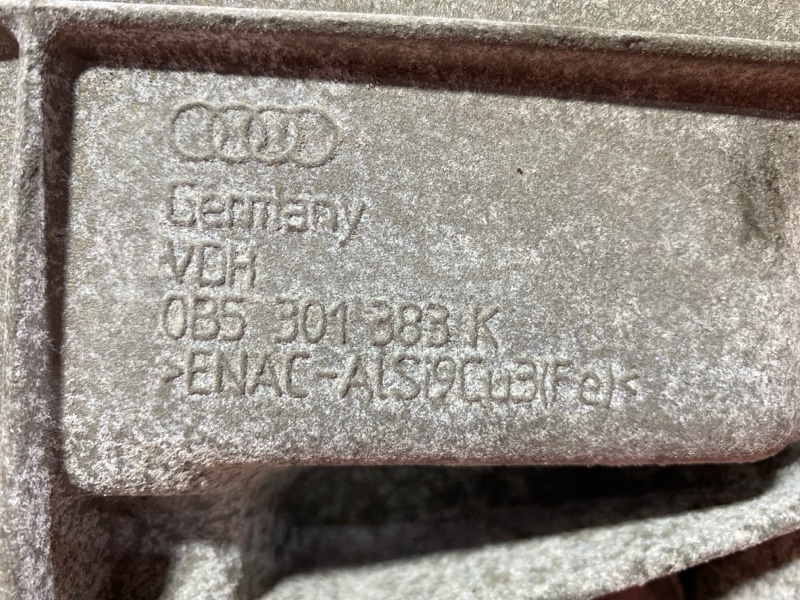 Germany
VDH
0B5 301 383 K
>ENAC-AlSi9Cu3(Fe)<